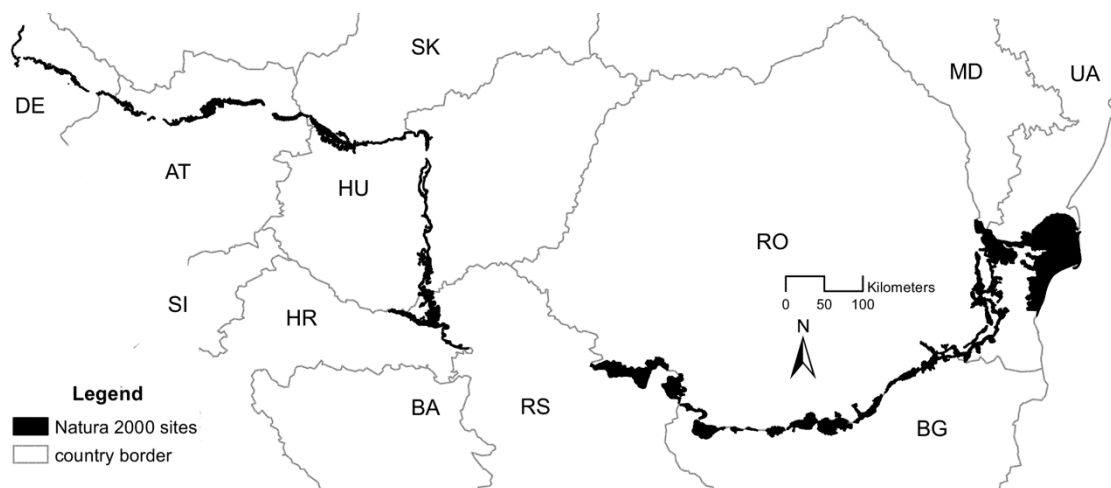 SK
MD
UA
DE
AT
HU
RO
Kilometers
0 50 100
SI
HR
N
Legend
Natura 2000 sites
country border
BA
RS
BG